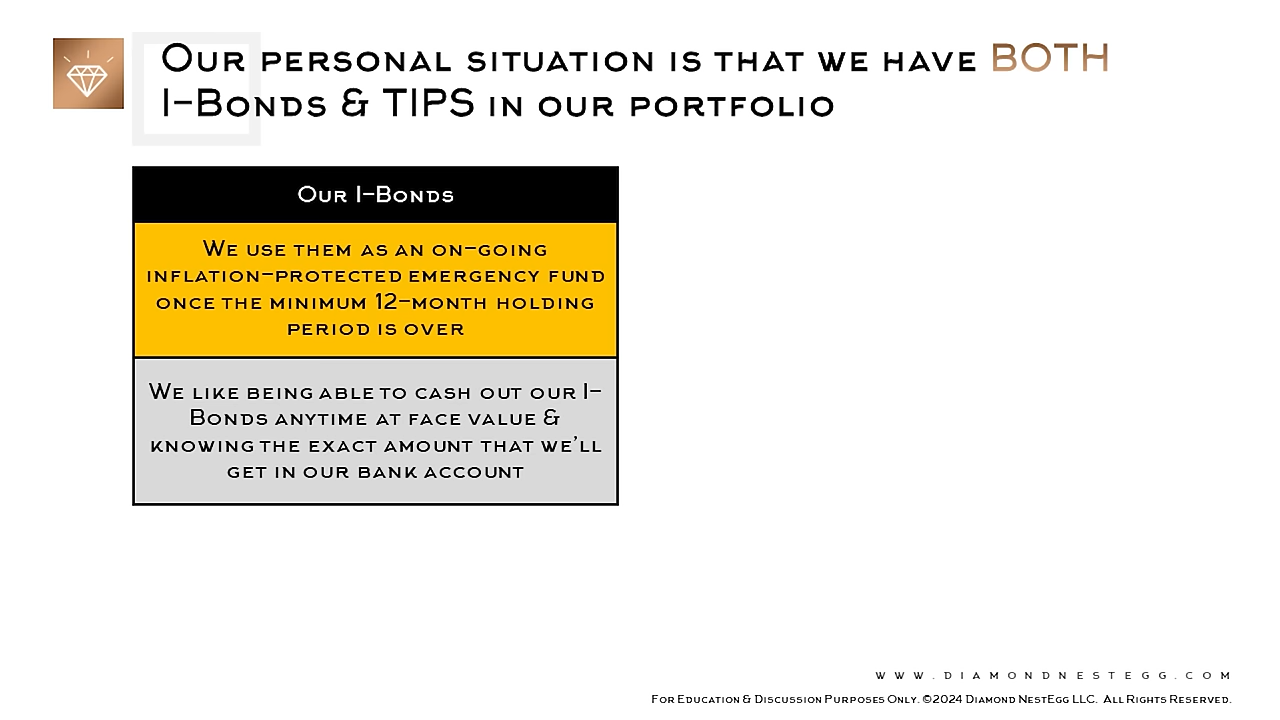 Our personal situation is that we have BOTH
I-Bonds & TIPS in our portfolio
Our I-Bonds
We use them as an on-going
inflation-protected emergency fund
once the minimum 12-month holding
period is over
We like being able to cash out our I-
Bonds anytime at face value &
knowing the exact amount that we'll
get in our bank account
www.diamondnestegg.com
For Education & Discussion Purposes Only. ©2024 Diamond NestEgg LLC. All Rights Reserved.